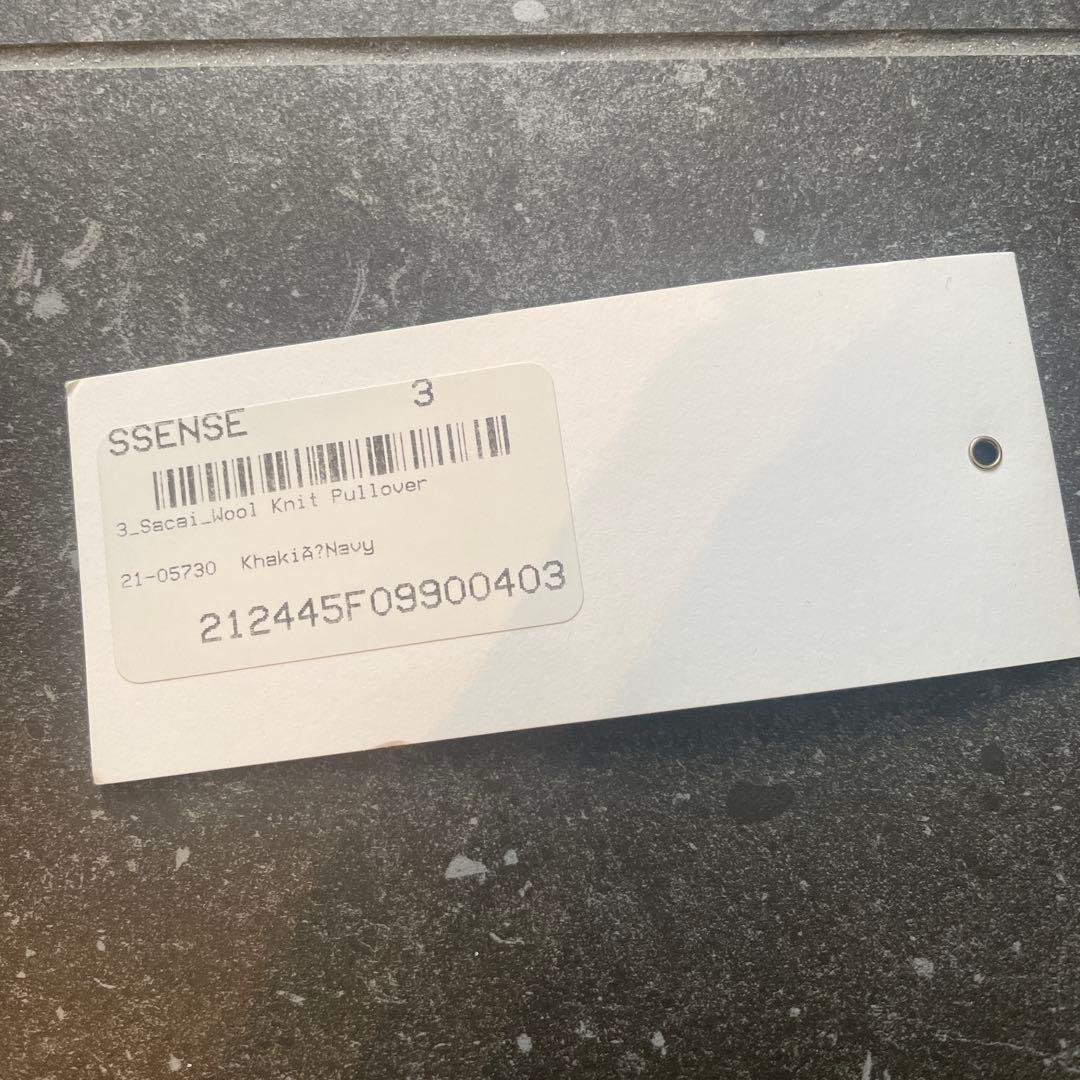 SSENSE 3
3_Sacai_Wool Knit Pullover
21-05730 KhakiÃ?Navy
212445F09900403